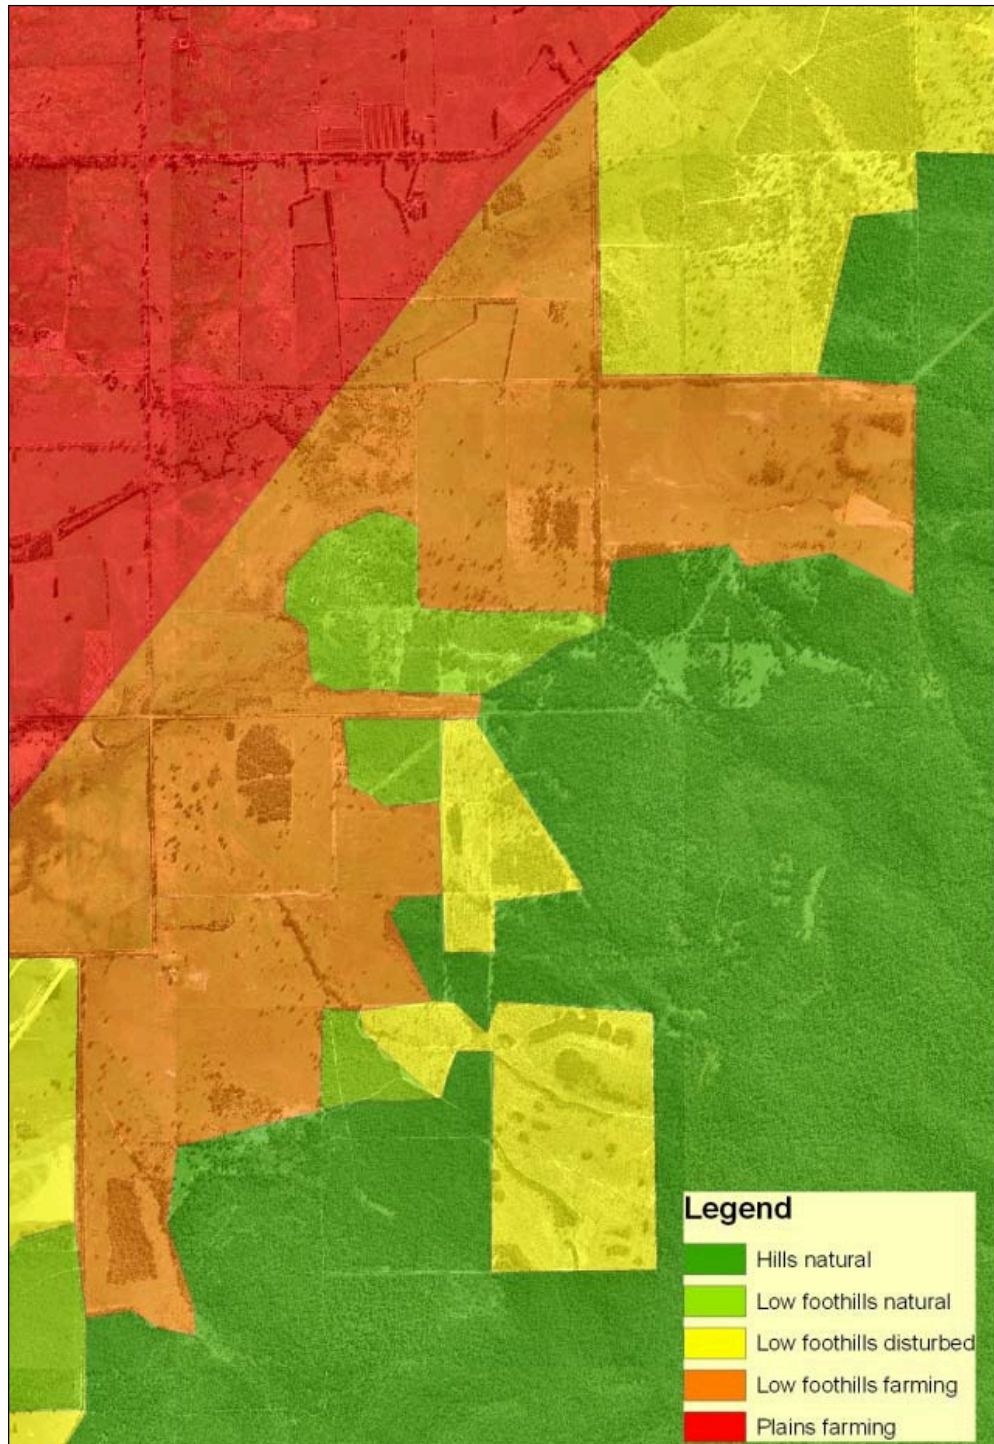 Legend
Hills natural
Low foothills natural
Low foothills disturbed
Low foothills farming
Plains farming